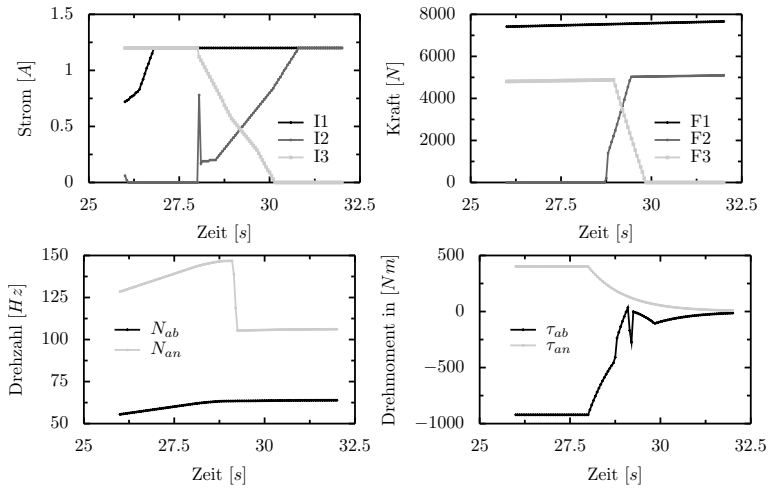 Strom [A]
1.5
1
0.5
0
I1
I2
I3
25
27.5
30
32.5
Zeit [s]
Kraft [N]
8000
6000
4000
2000
0
F1
F2
F3
25
27.5
30
32.5
Zeit [s]
Drehzahl [Hz]
150
125
100
75
50
N_ab
N_an
25
27.5
30
32.5
Zeit [s]
Drehmoment in [Nm]
500
0
−500
−1000
τ_ab
τ_an
25
27.5
30
32.5
Zeit [s]